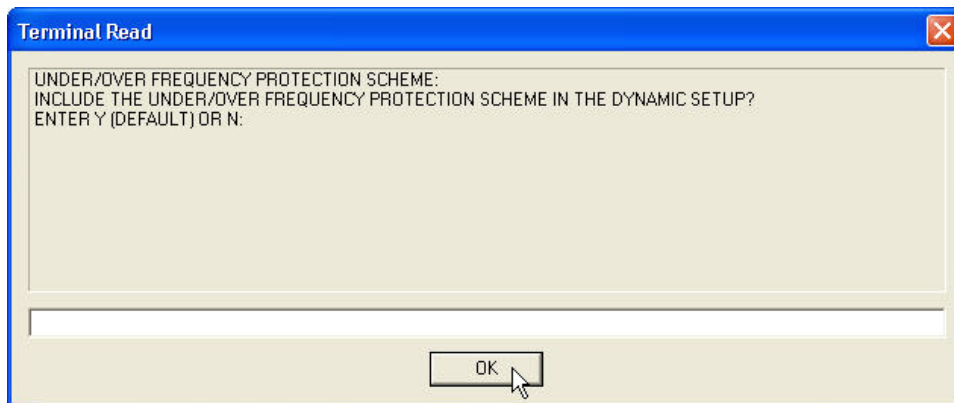 Terminal Read
UNDER/OVER FREQUENCY PROTECTION SCHEME:
INCLUDE THE UNDER/OVER FREQUENCY PROTECTION SCHEME IN THE DYNAMIC SETUP?
ENTER Y (DEFAULT) OR N:
OK